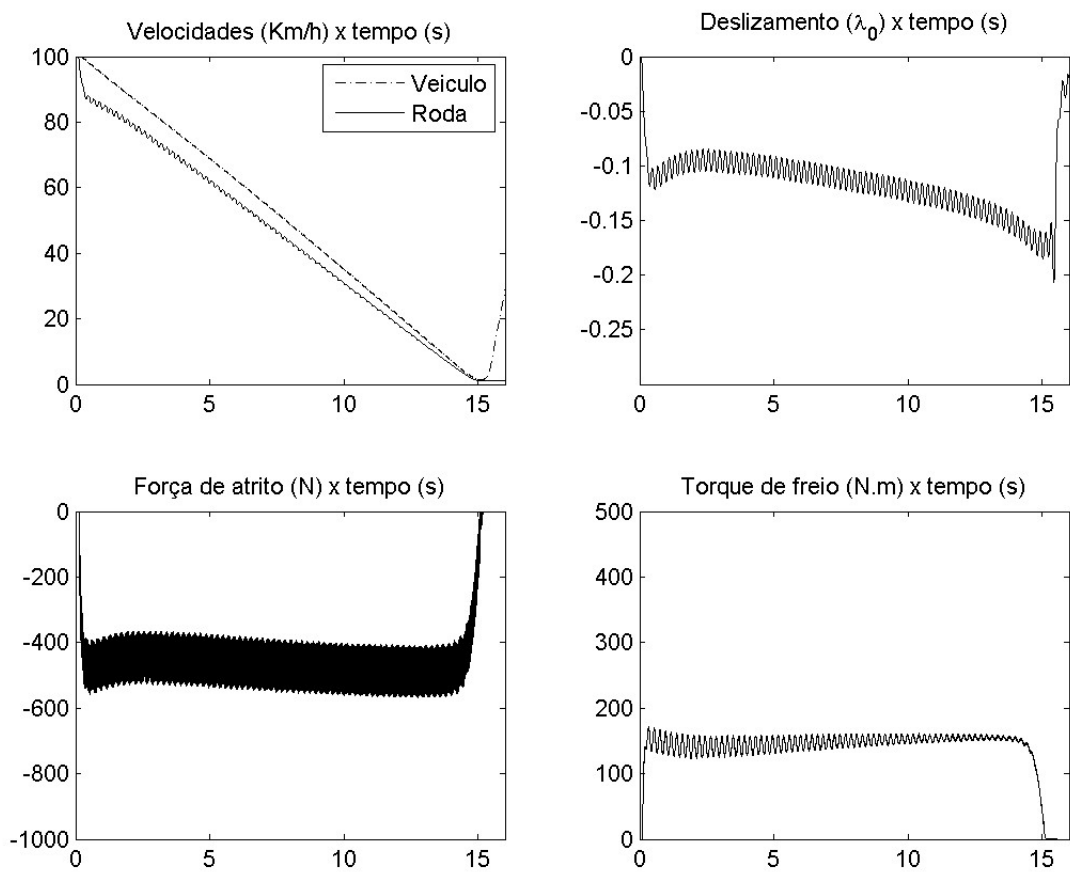 Velocidades (Km/h) x tempo (s)
100
80
60
40
20
0
0 5 10 15
Veiculo
Roda
Deslizamento (λ0) x tempo (s)
0
-0.05
-0.1
-0.15
-0.2
-0.25
0 5 10 15
Força de atrito (N) x tempo (s)
0
-200
-400
-600
-800
-1000
0 5 10 15
Torque de freio (N.m) x tempo (s)
500
400
300
200
100
0
0 5 10 15